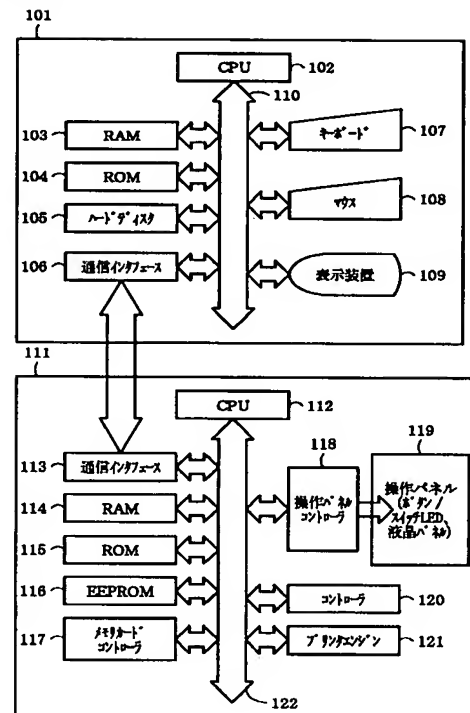 101
CPU
102
110
103
RAM
キーボード
107
104
ROM
105
ハードディスク
マウス
108
106
通信インタフェース
表示装置
109
111
CPU
112
118
119
113
通信インタフェース
114
RAM
操作パネル
コントローラ
操作パネル
(ボタン/
スイッチLED、
液晶パネル)
115
ROM
116
EEPROM
コントローラ
120
117
メモリカード
コントローラ
プリンタエンジン
121
122